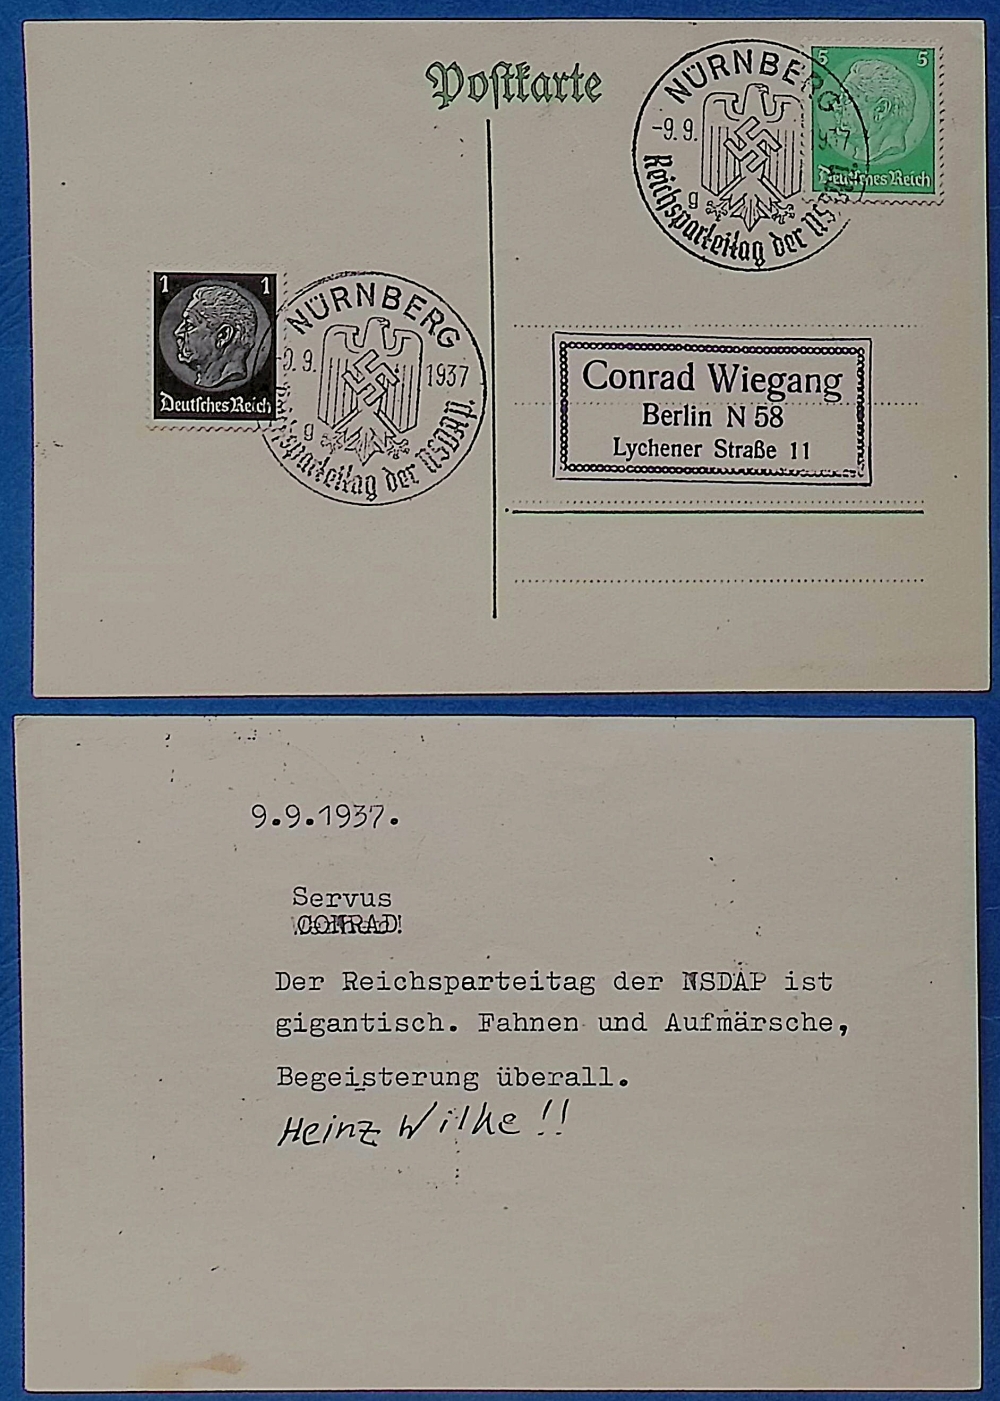 Postkarte
5 5
Deutsches Reich
NÜRNBERG
-9.9.
g
Reichsparteitag der
1 1
Deutsches Reich
NÜRNBERG
9.9. 1937
g
der NSDAP.
Conrad Wiegang
Berlin N 58
Lychener Straße 11
9.9.1937.
Servus
CONRAD!
Der Reichsparteitag der NSDAP ist
gigantisch. Fahnen und Aufmärsche,
Begeisterung überall.
Heinz Wilke!!